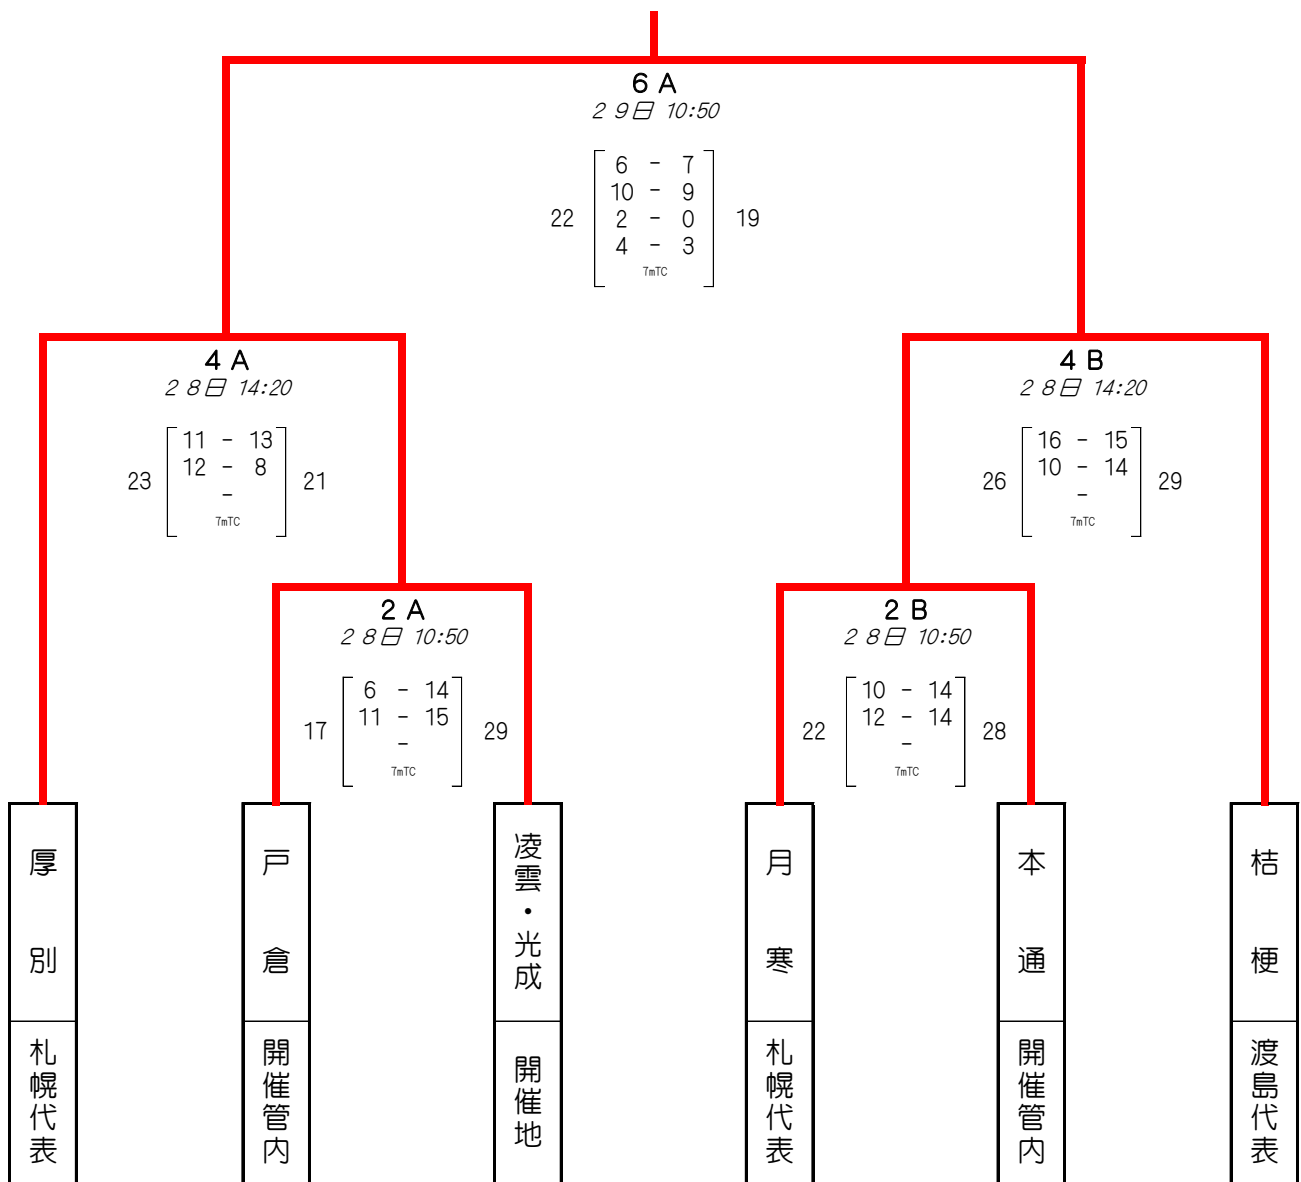 6 A
29日 10:50
6 - 7
10 - 9
22 2 - 0 19
4 - 3
7mTC
4 A
28日 14:20
11 - 13
12 - 8
23 - 21
7mTC
4 B
28日 14:20
16 - 15
10 - 14
26 - 29
7mTC
2 A
28日 10:50
6 - 14
11 - 15
17 - 29
7mTC
2 B
28日 10:50
10 - 14
12 - 14
22 - 28
7mTC
厚別
札幌代表
戸倉
開催管内
凌雲・光成
開催地
月寒
札幌代表
本通
開催管内
桔梗
渡島代表